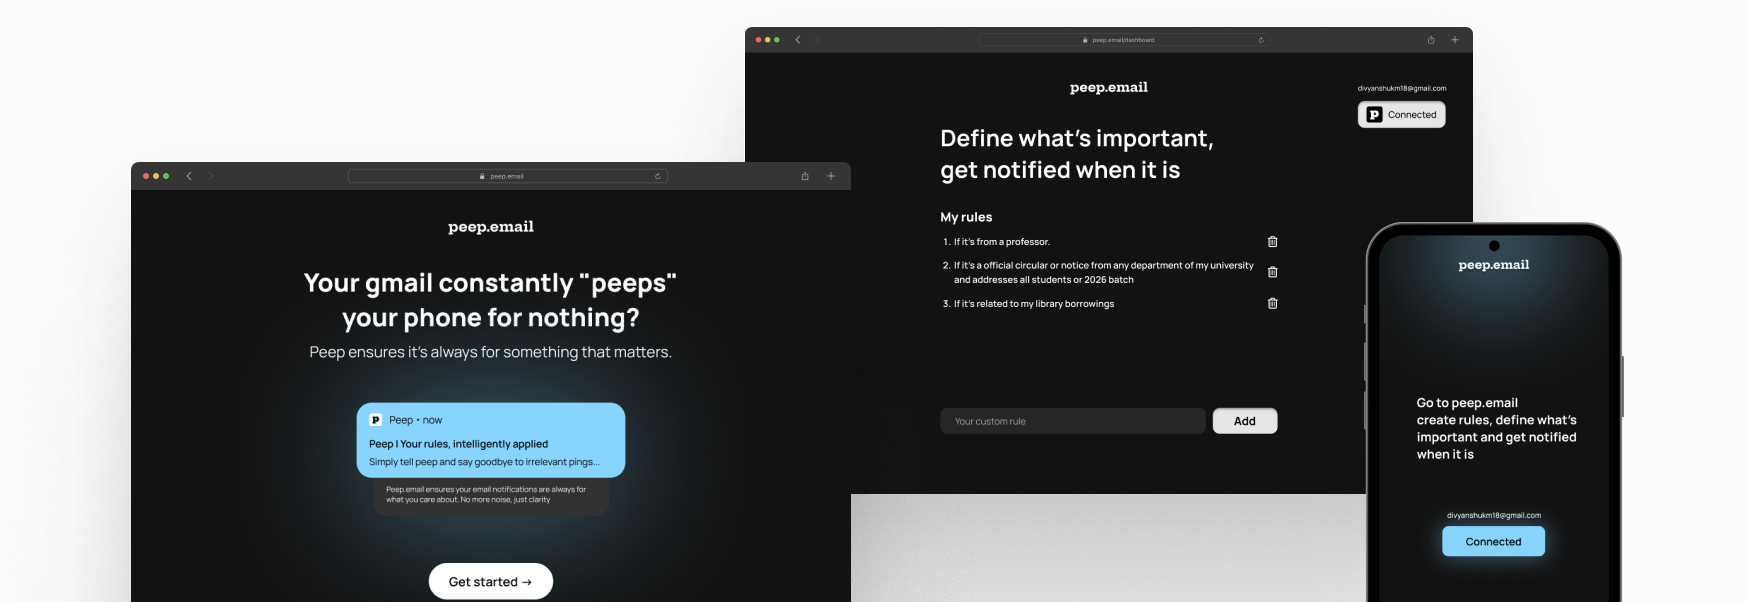 peep.email
peep.email
Your gmail constantly "peeps"
your phone for nothing?
Peep ensures it's always for something that matters.
P Peep • now
Peep | Your rules, intelligently applied
Simply tell peep and say goodbye to irrelevant pings...
Peep.email ensures your email notifications are always for
what you care about. No more noise, just clarity
Get started →
peep.email/dashboard
peep.email
divyanshukm18@gmail.com
P Connected
Define what's important,
get notified when it is
My rules
1. If it's from a professor.
2. If it's a official circular or notice from any department of my university
and addresses all students or 2026 batch
3. If it's related to my library borrowings
Your custom rule
Add
peep.email
Go to peep.email
create rules, define what's
important and get notified
when it is
divyanshukm18@gmail.com
Connected